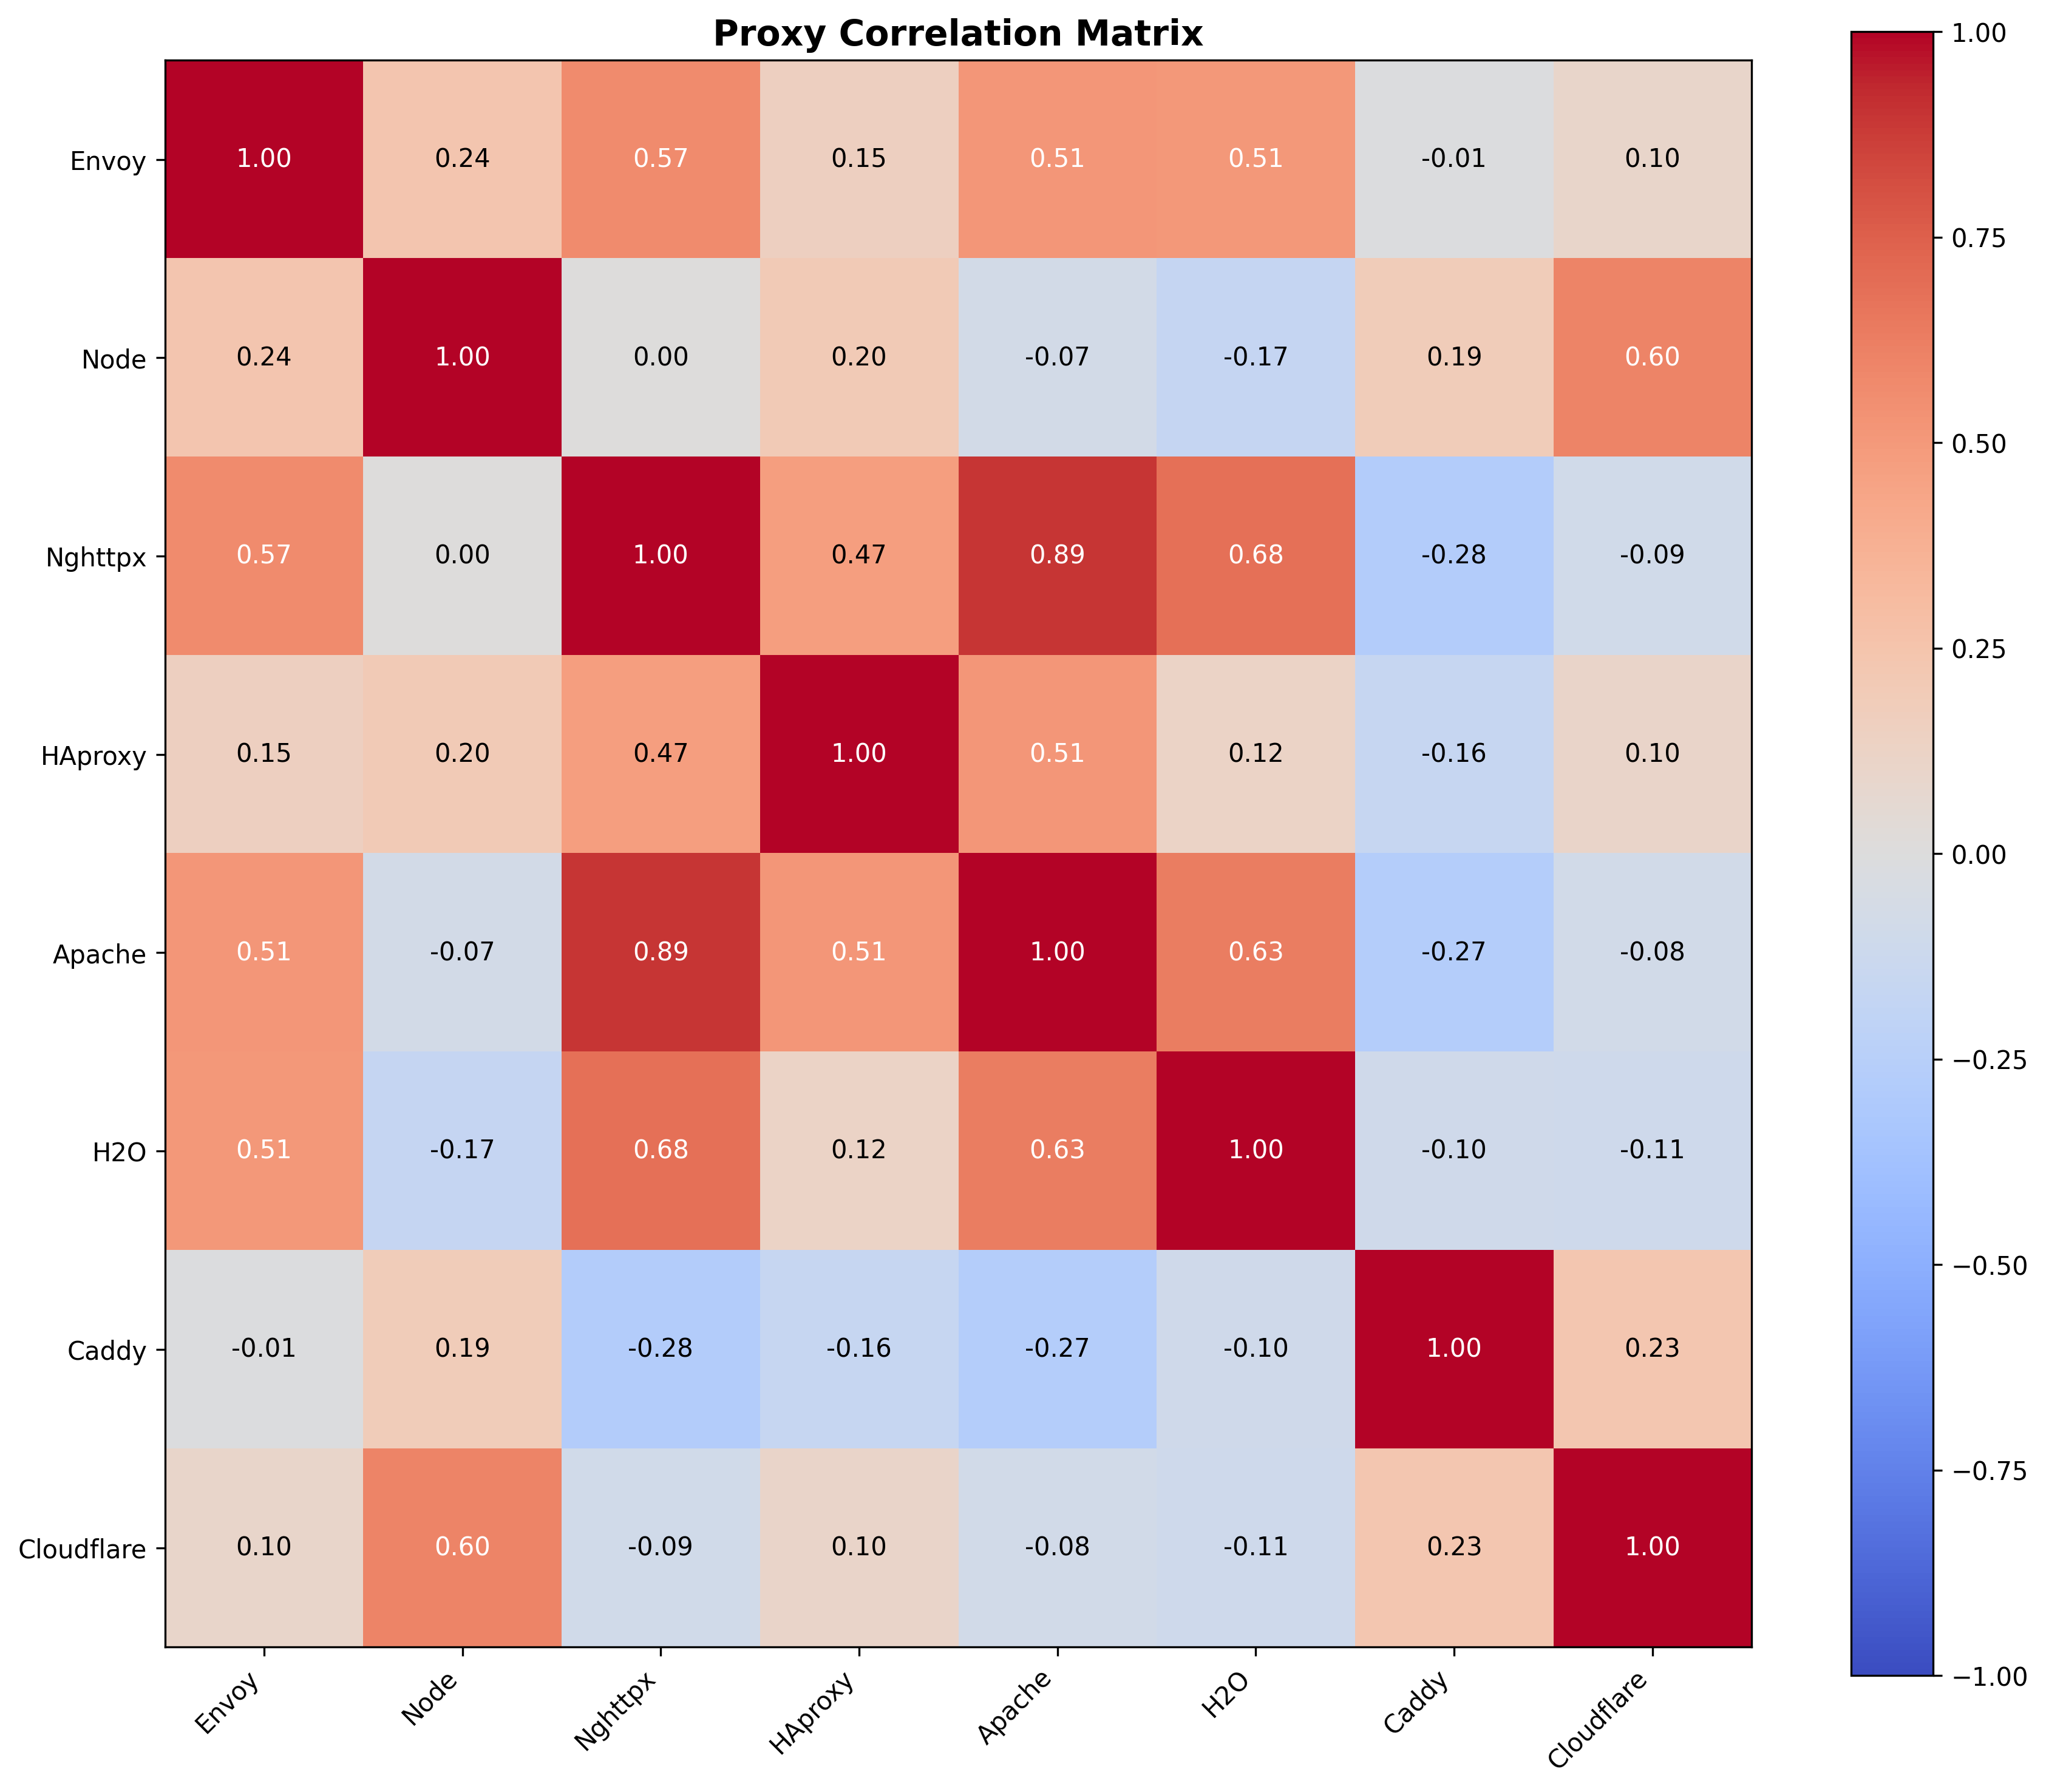 Proxy Correlation Matrix
Envoy 1.00 0.24 0.57 0.15 0.51 0.51 -0.01 0.10
Node 0.24 1.00 0.00 0.20 -0.07 -0.17 0.19 0.60
Nghttpx 0.57 0.00 1.00 0.47 0.89 0.68 -0.28 -0.09
HAproxy 0.15 0.20 0.47 1.00 0.51 0.12 -0.16 0.10
Apache 0.51 -0.07 0.89 0.51 1.00 0.63 -0.27 -0.08
H2O 0.51 -0.17 0.68 0.12 0.63 1.00 -0.10 -0.11
Caddy -0.01 0.19 -0.28 -0.16 -0.27 -0.10 1.00 0.23
Cloudflare 0.10 0.60 -0.09 0.10 -0.08 -0.11 0.23 1.00
Envoy Node Nghttpx HAproxy Apache H2O Caddy Cloudflare
1.00
0.75
0.50
0.25
0.00
−0.25
−0.50
−0.75
−1.00